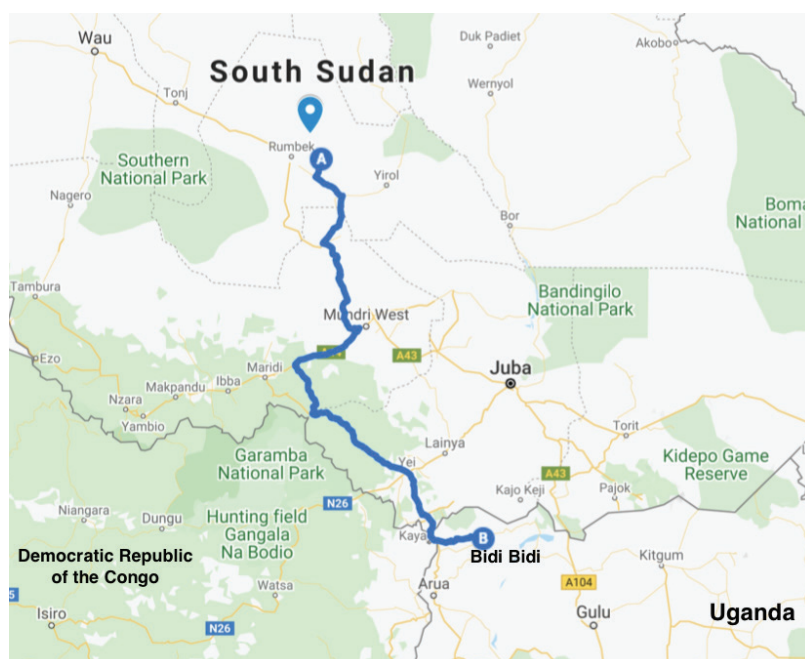 Wau
Duk Padiet
Akobo
South Sudan
Tonj
Wernyol
Rumbek
A
Southern
National Park
Yirol
Nagero
Bor
Boma
National
Tambura
Bandingilo
National Park
Mundri West
Ezo
A43
Juba
Maridi
Ibba
Makpandu
Nzara
Yambio
Torit
Lainya
Garamba
National Park
Yei
Kidepo Game
Reserve
A43
Kajo Keji
Pajok
N26
Niangara
Dungu
Hunting field
Gangala
Na Bodio
Kaya
B
Democratic Republic
of the Congo
Bidi Bidi
Kitgum
Watsa
Arua
A104
Uganda
Isiro
N26
Gulu